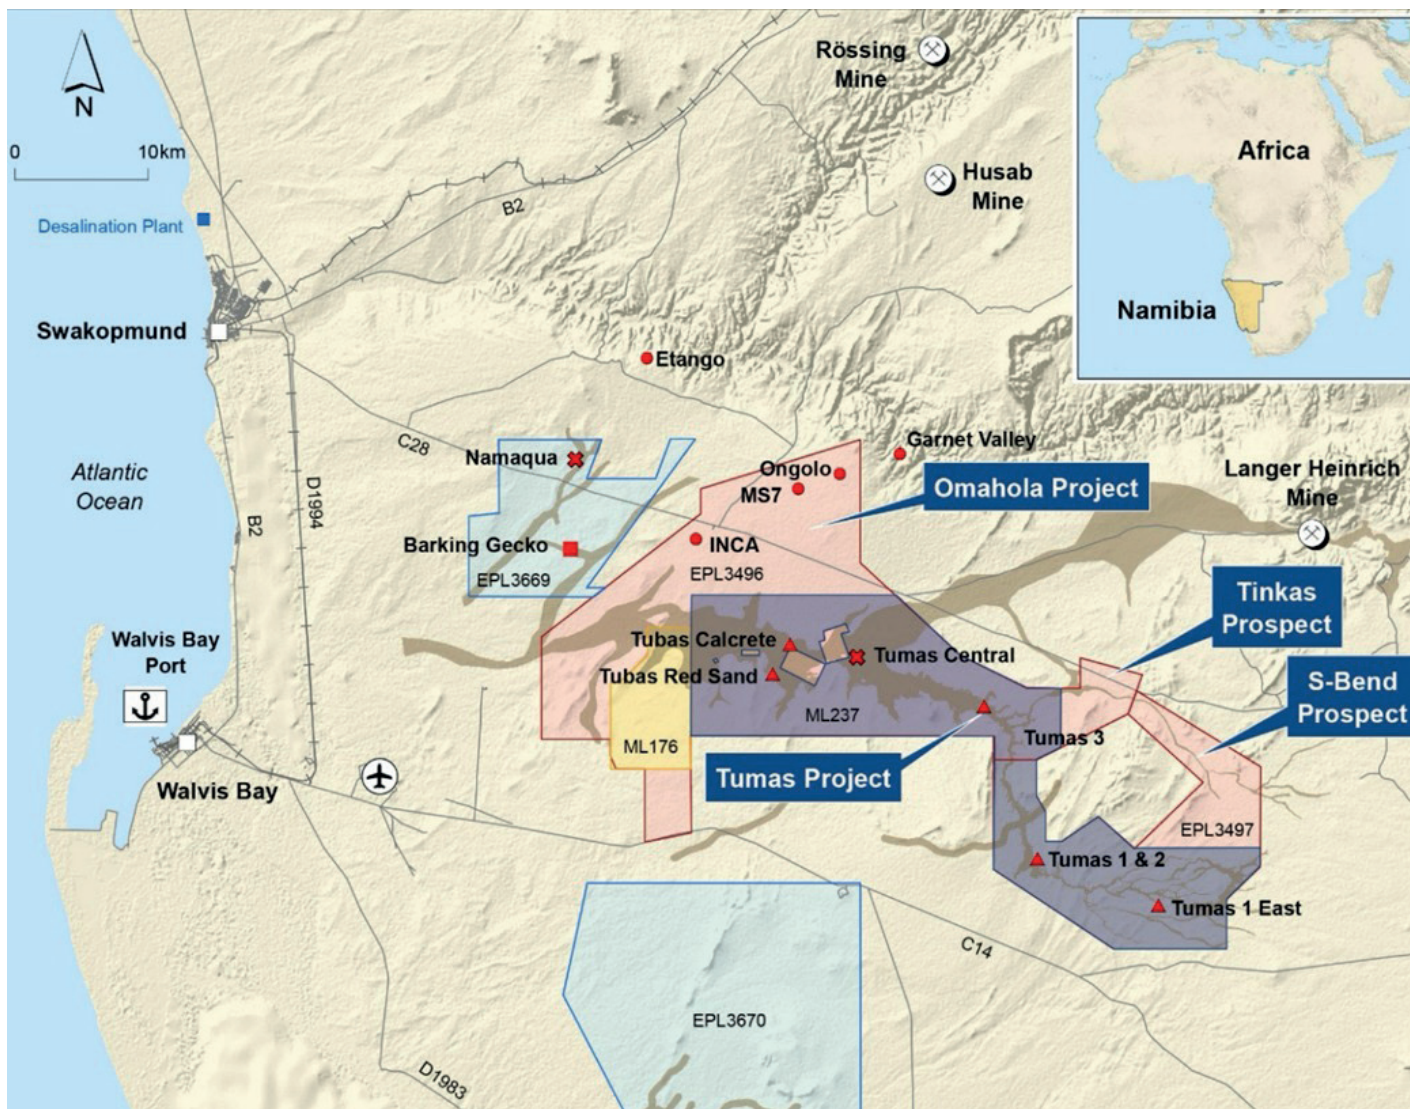 Rössing
Mine
N
0 10km
Africa
Husab
Mine
B2
Desalination Plant
Namibia
Swakopmund
Etango
C28
Garnet Valley
Namaqua
Ongolo
Langer Heinrich
Mine
Atlantic
Ocean
D1994
MS7
Omahola Project
B2
Barking Gecko
INCA
EPL3669
EPL3496
Tinkas
Prospect
Walvis Bay
Port
Tubas Calcrete
Tumas Central
Tubas Red Sand
S-Bend
Prospect
ML237
ML176
Tumas 3
Tumas Project
Walvis Bay
EPL3497
Tumas 1 & 2
Tumas 1 East
C14
EPL3670
D1983